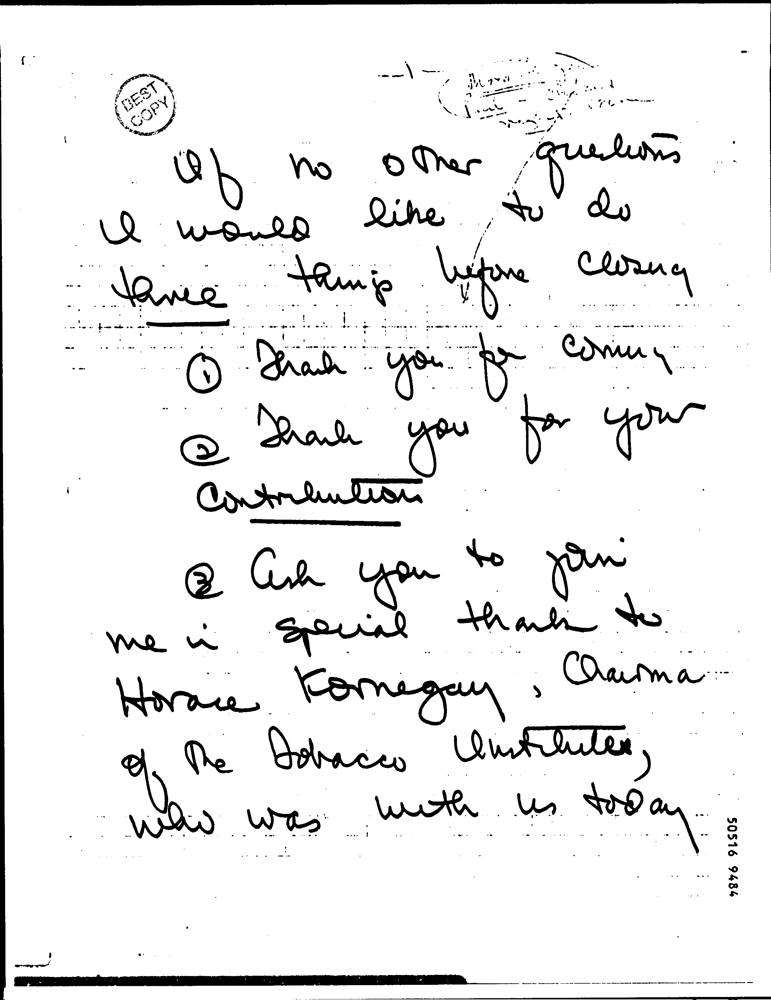 BEST
COPY
If no other questions
I would like to do
three things before closing
① Thank you for coming
② Thank you for your
Contribution
③ Ask you to join
me in special thanks to
Horace Kornegay, Chairma
of The Tobacco Institute,
who was with us today
50516 9484